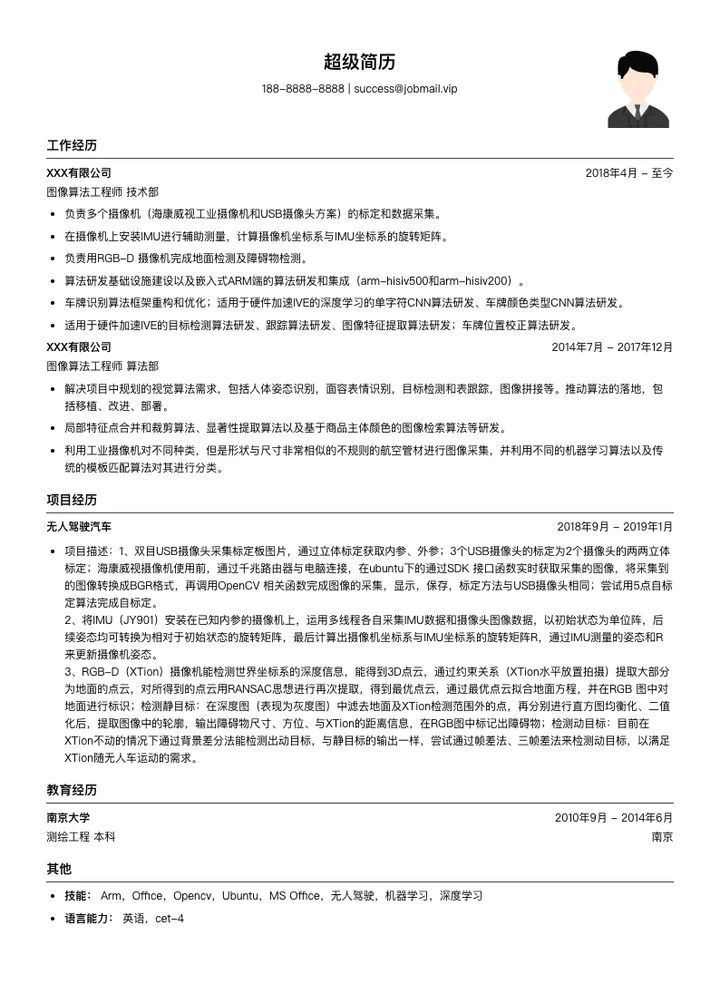 超级简历
188-8888-8888 | success@jobmail.vip
工作经历
XXX有限公司 2018年4月 - 至今
图像算法工程师 技术部
• 负责多个摄像机（海康威视工业摄像机和USB摄像头方案）的标定和数据采集。
• 在摄像机上安装IMU进行辅助测量，计算摄像机坐标系与IMU坐标系的旋转矩阵。
• 负责用RGB-D 摄像机完成地面检测及障碍物检测。
• 算法研发基础设施建设以及嵌入式ARM端的算法研发和集成（arm-hisiv500和arm-hisiv200）。
• 车牌识别算法框架重构和优化；适用于硬件加速IVE的深度学习的单字符CNN算法研发、车牌颜色类型CNN算法研发。
• 适用于硬件加速IVE的目标检测算法研发、跟踪算法研发、图像特征提取算法研发；车牌位置校正算法研发。
XXX有限公司 2014年7月 - 2017年12月
图像算法工程师 算法部
• 解决项目中规划的视觉算法需求，包括人体姿态识别，面容表情识别，目标检测和表跟踪，图像拼接等。推动算法的落地，包
括移植、改进、部署。
• 局部特征点合并和裁剪算法、显著性提取算法以及基于商品主体颜色的图像检索算法等研发。
• 利用工业摄像机对不同种类，但是形状与尺寸非常相似的不规则的航空管材进行图像采集，并利用不同的机器学习算法以及传
统的模板匹配算法对其进行分类。
项目经历
无人驾驶汽车 2018年9月 - 2019年1月
• 项目描述：1、双目USB摄像头采集标定板图片，通过立体标定获取内参、外参；3个USB摄像头的标定为2个摄像头的两两立体
标定；海康威视摄像机使用前，通过千兆路由器与电脑连接，在ubuntu下的通过SDK 接口函数实时获取采集的图像，将采集到
的图像转换成BGR格式，再调用OpenCV 相关函数完成图像的采集，显示，保存，标定方法与USB摄像头相同；尝试用5点自标
定算法完成自标定。
2、将IMU（JY901）安装在已知内参的摄像机上，运用多线程各自采集IMU数据和摄像头图像数据，以初始状态为单位阵，后
续姿态均可转换为相对于初始状态的旋转矩阵，最后计算出摄像机坐标系与IMU坐标系的旋转矩阵R，通过IMU测量的姿态和R
来更新摄像机姿态。
3、RGB-D（XTion）摄像机能检测世界坐标系的深度信息，能得到3D点云，通过约束关系（XTion水平放置拍摄）提取大部分
为地面的点云，对所得到的点云用RANSAC思想进行再次提取，得到最优点云，通过最优点云拟合地面方程，并在RGB 图中对
地面进行标识；检测静目标：在深度图（表现为灰度图）中滤去地面及XTion检测范围外的点，再分别进行直方图均衡化、二值
化后，提取图像中的轮廓，输出障碍物尺寸、方位、与XTion的距离信息，在RGB图中标记出障碍物；检测动目标：目前在
XTion不动的情况下通过背景差分法能检测出动目标，与静目标的输出一样，尝试通过帧差法、三帧差法来检测动目标，以满足
XTion随无人车运动的需求。
教育经历
南京大学 2010年9月 - 2014年6月
测绘工程 本科 南京
其他
• 技能： Arm，Office，Opencv，Ubuntu，MS Office，无人驾驶，机器学习，深度学习
• 语言能力： 英语，cet-4